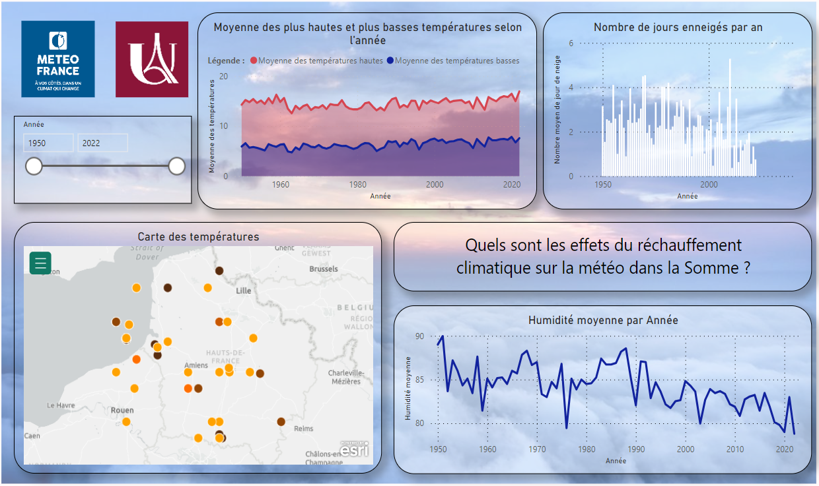 METEO
FRANCE
À VOS CÔTÉS, DANS UN
CLIMAT QUI CHANGE
Année
1950
2022
Moyenne des plus hautes et plus basses températures selon
l'année
Légende :
Moyenne des températures hautes
Moyenne des températures basses
Moyenne des températures
20
10
0
1960
1980
2000
2020
Année
Nombre de jours enneigés par an
Nombre moyen de jour de neige
6
4
2
0
1950
2000
Année
Carte des températures
Strait of
Dover
Ghent
GEWEST
Brussels
Lille
BELGIU
RÉGION
WALLON
HAUTS-DE-
FRANCE
Amiens
Charleville-
Mézières
Le Havre
Rouen
Caen
Reims
Châlons-en-
Champagne
esri
Quels sont les effets du réchauffement
climatique sur la météo dans la Somme ?
Humidité moyenne par Année
Humidité moyenne
90
85
80
1950
1960
1970
1980
1990
2000
2010
2020
Année